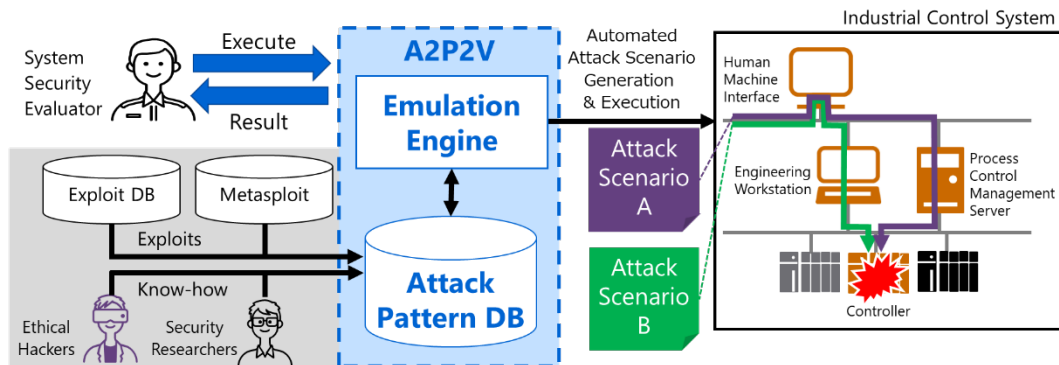 Industrial Control System
Execute
System
Security
Evaluator
Result
A2P2V
Emulation
Engine
Automated
Attack Scenario
Generation
& Execution
Human
Machine
Interface
Attack
Scenario
A
Engineering
Workstation
Process
Control
Management
Server
Exploit DB
Metasploit
Exploits
Know-how
Attack
Pattern DB
Attack
Scenario
B
Controller
Ethical
Hackers
Security
Researchers